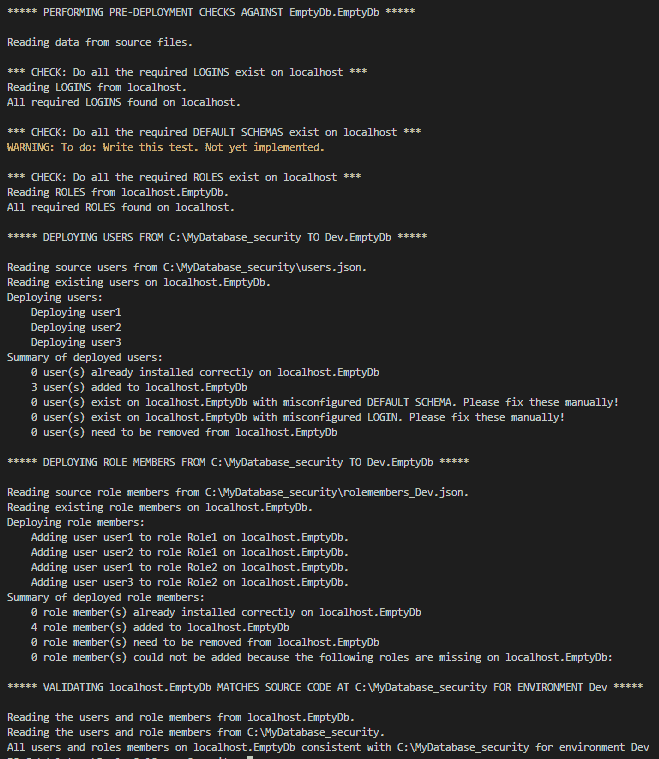 ***** PERFORMING PRE-DEPLOYMENT CHECKS AGAINST EmptyDb.EmptyDb *****
Reading data from source files.
*** CHECK: Do all the required LOGINS exist on localhost ***
Reading LOGINS from localhost.
All required LOGINS found on localhost.
*** CHECK: Do all the required DEFAULT SCHEMAS exist on localhost ***
WARNING: To do: Write this test. Not yet implemented.
*** CHECK: Do all the required ROLES exist on localhost ***
Reading ROLES from localhost.EmptyDb.
All required ROLES found on localhost.
***** DEPLOYING USERS FROM C:\MyDatabase_security TO Dev.EmptyDb *****
Reading source users from C:\MyDatabase_security\users.json.
Reading existing users on localhost.EmptyDb.
Deploying users:
Deploying user1
Deploying user2
Deploying user3
Summary of deployed users:
0 user(s) already installed correctly on localhost.EmptyDb
3 user(s) added to localhost.EmptyDb
0 user(s) exist on localhost.EmptyDb with misconfigured DEFAULT SCHEMA. Please fix these manually!
0 user(s) exist on localhost.EmptyDb with misconfigured LOGIN. Please fix these manually!
0 user(s) need to be removed from localhost.EmptyDb
***** DEPLOYING ROLE MEMBERS FROM C:\MyDatabase_security TO Dev.EmptyDb *****
Reading source role members from C:\MyDatabase_security\rolemembers_Dev.json.
Reading existing role members on localhost.EmptyDb.
Deploying role members:
Adding user user1 to role Role1 on localhost.EmptyDb.
Adding user user2 to role Role1 on localhost.EmptyDb.
Adding user user1 to role Role2 on localhost.EmptyDb.
Adding user user3 to role Role2 on localhost.EmptyDb.
Summary of deployed role members:
0 role member(s) already installed correctly on localhost.EmptyDb
4 role member(s) added to localhost.EmptyDb
0 role member(s) need to be removed from localhost.EmptyDb
0 role member(s) could not be added because the following roles are missing on localhost.EmptyDb:
***** VALIDATING localhost.EmptyDb MATCHES SOURCE CODE AT C:\MyDatabase_security FOR ENVIRONMENT Dev *****
Reading the users and role members from localhost.EmptyDb.
Reading the users and role members from C:\MyDatabase_security.
All users and roles members on localhost.EmptyDb consistent with C:\MyDatabase_security for environment Dev